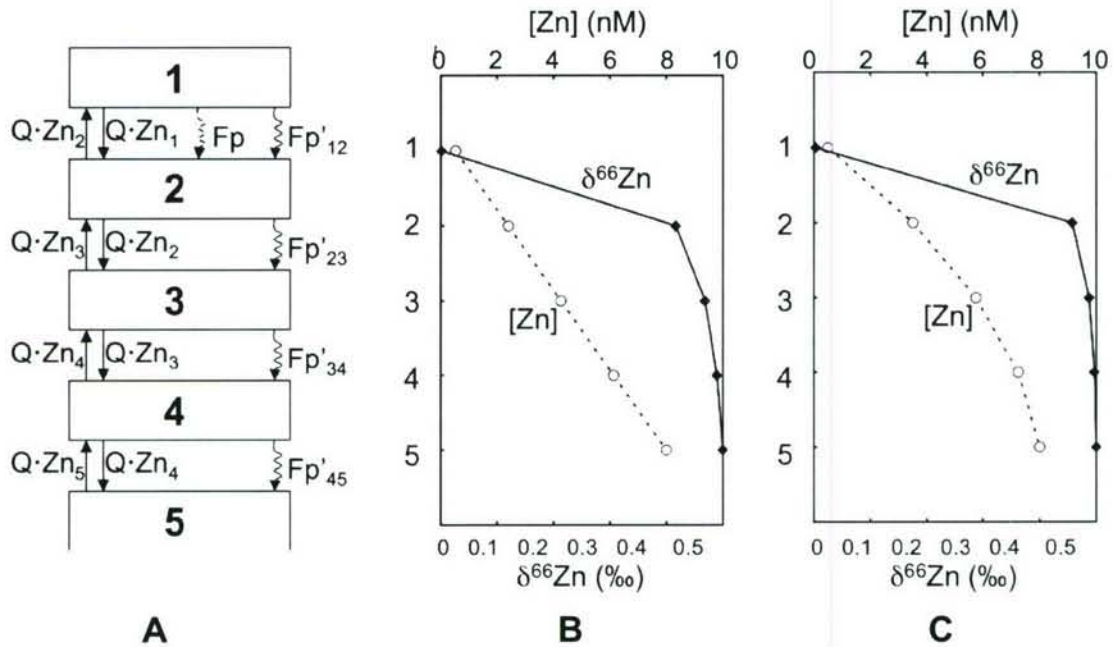 1
Q·Zn₂
Q·Zn₁
Fp
Fp'₁₂
2
Q·Zn₃
Q·Zn₂
Fp'₂₃
3
Q·Zn₄
Q·Zn₃
Fp'₃₄
4
Q·Zn₅
Q·Zn₄
Fp'₄₅
5
A
[Zn] (nM)
0 2 4 6 8 10
1
2
3
4
5
δ⁶⁶Zn
[Zn]
0 0.1 0.2 0.3 0.4 0.5
δ⁶⁶Zn (‰)
B
[Zn] (nM)
0 2 4 6 8 10
1
2
3
4
5
δ⁶⁶Zn
[Zn]
0 0.1 0.2 0.3 0.4 0.5
δ⁶⁶Zn (‰)
C